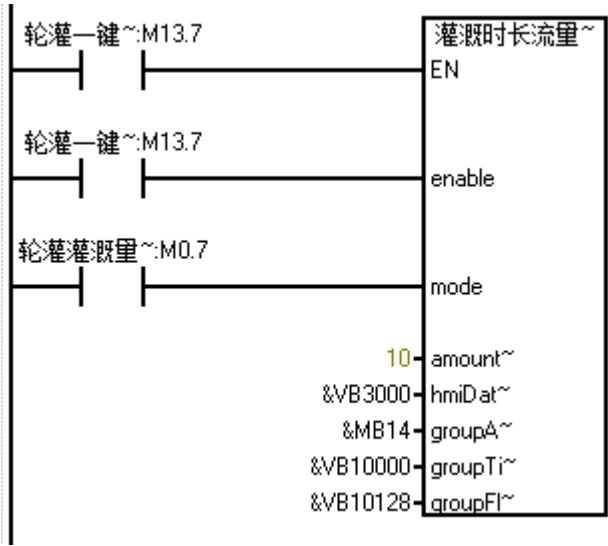 轮灌一键~:M13.7
灌溉时长流量~
EN
轮灌一键~:M13.7
enable
轮灌灌溉量~:M0.7
mode
10 amount~
&VB3000 hmiDat~
&MB14 groupA~
&VB10000 groupTi~
&VB10128 groupFl~